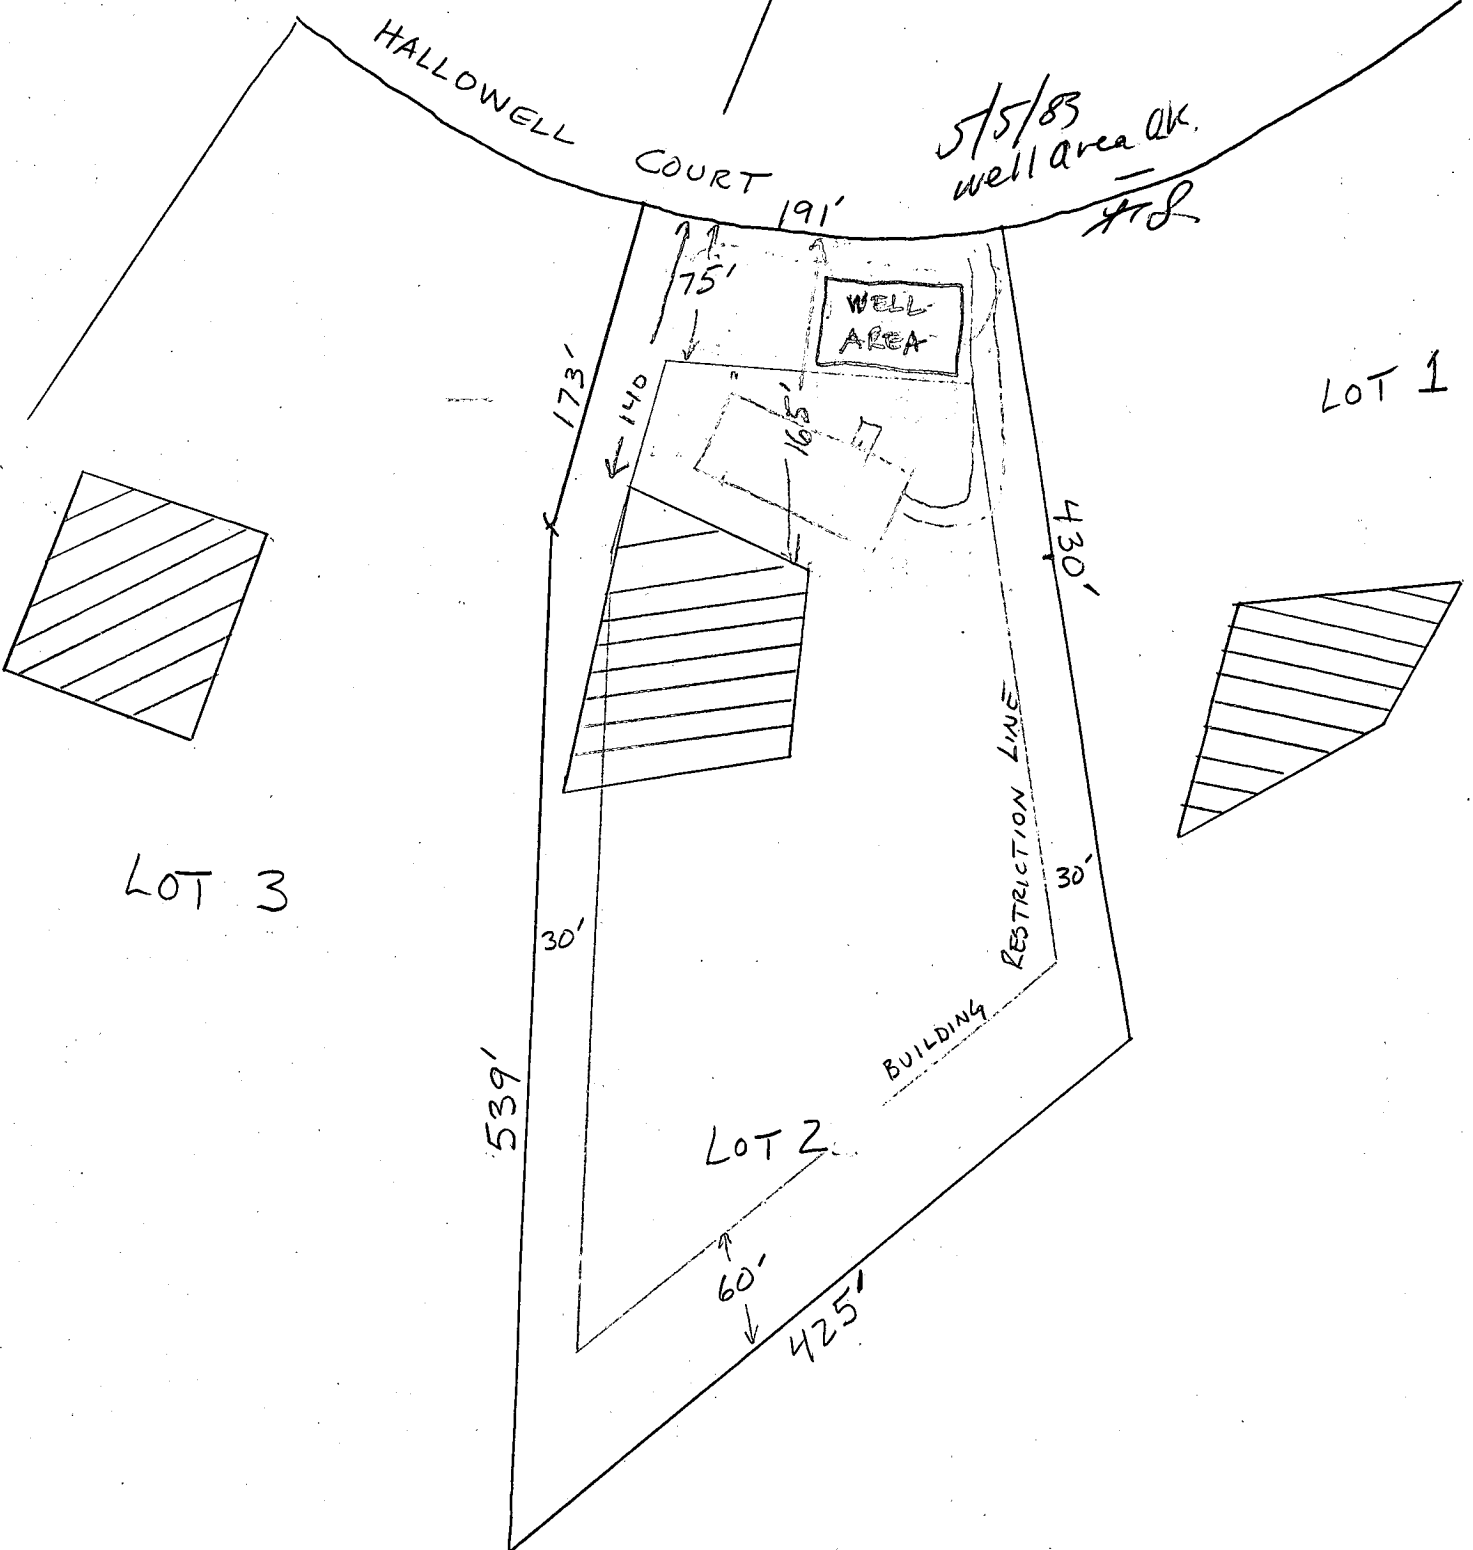 HALLOWELL COURT
5/5/83
well area OK.
191'
75'
WELL
AREA
173'
140
165'
LOT 1
430'
RESTRICTION LINE
30'
LOT 3
30'
BUILDING
539'
LOT 2
60'
425'